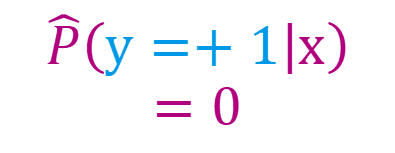 P̂(y =+ 1|x)
= 0